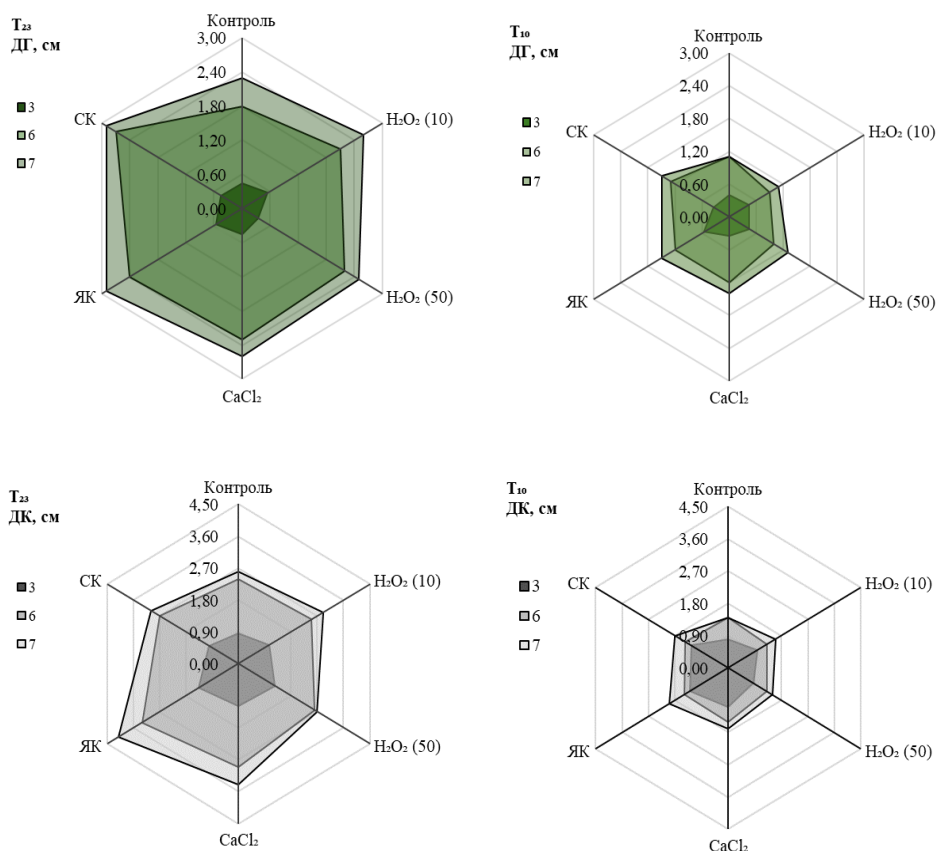 T₂₃
ДГ, см
Контроль
3,00
2,40
1,80
1,20
0,60
0,00
3
6
7
СК
H₂O₂ (10)
ЯК
H₂O₂ (50)
CaCl₂
T₁₀
ДГ, см
Контроль
3,00
2,40
1,80
1,20
0,60
0,00
3
6
7
СК
H₂O₂ (10)
ЯК
H₂O₂ (50)
CaCl₂
T₂₃
ДК, см
Контроль
4,50
3,60
2,70
1,80
0,90
0,00
3
6
7
СК
H₂O₂ (10)
ЯК
H₂O₂ (50)
CaCl₂
T₁₀
ДК, см
Контроль
4,50
3,60
2,70
1,80
0,90
0,00
3
6
7
СК
H₂O₂ (10)
ЯК
H₂O₂ (50)
CaCl₂